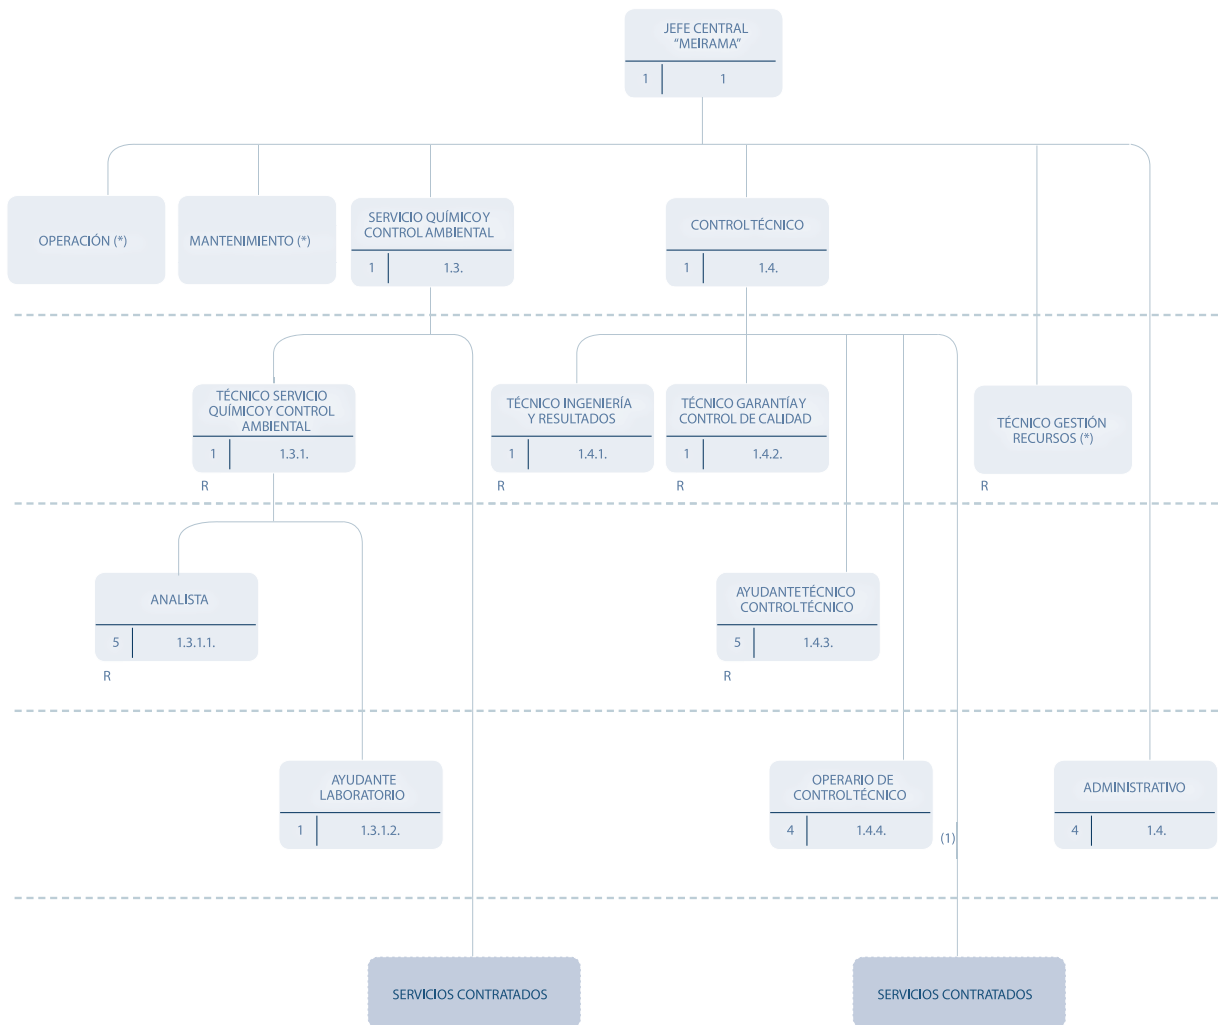 JEFE CENTRAL
“MEIRAMA”
1 1
OPERACIÓN (*)
MANTENIMIENTO (*)
SERVICIO QUÍMICO Y
CONTROL AMBIENTAL
1 1.3.
CONTROL TÉCNICO
1 1.4.
TÉCNICO SERVICIO
QUÍMICO Y CONTROL
AMBIENTAL
1 1.3.1.
R
TÉCNICO INGENIERÍA
Y RESULTADOS
1 1.4.1.
R
TÉCNICO GARANTÍA Y
CONTROL DE CALIDAD
1 1.4.2.
R
TÉCNICO GESTIÓN
RECURSOS (*)
R
ANALISTA
5 1.3.1.1.
R
AYUDANTE TÉCNICO
CONTROL TÉCNICO
5 1.4.3.
R
AYUDANTE
LABORATORIO
1 1.3.1.2.
OPERARIO DE
CONTROL TÉCNICO
4 1.4.4.
(1)
ADMINISTRATIVO
4 1.4.
SERVICIOS CONTRATADOS
SERVICIOS CONTRATADOS